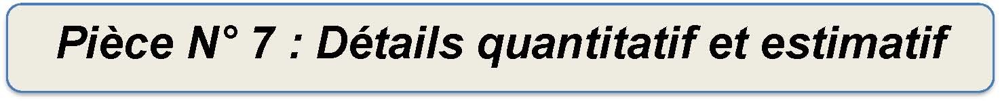 Pièce N° 7 : Détails quantitatif et estimatif